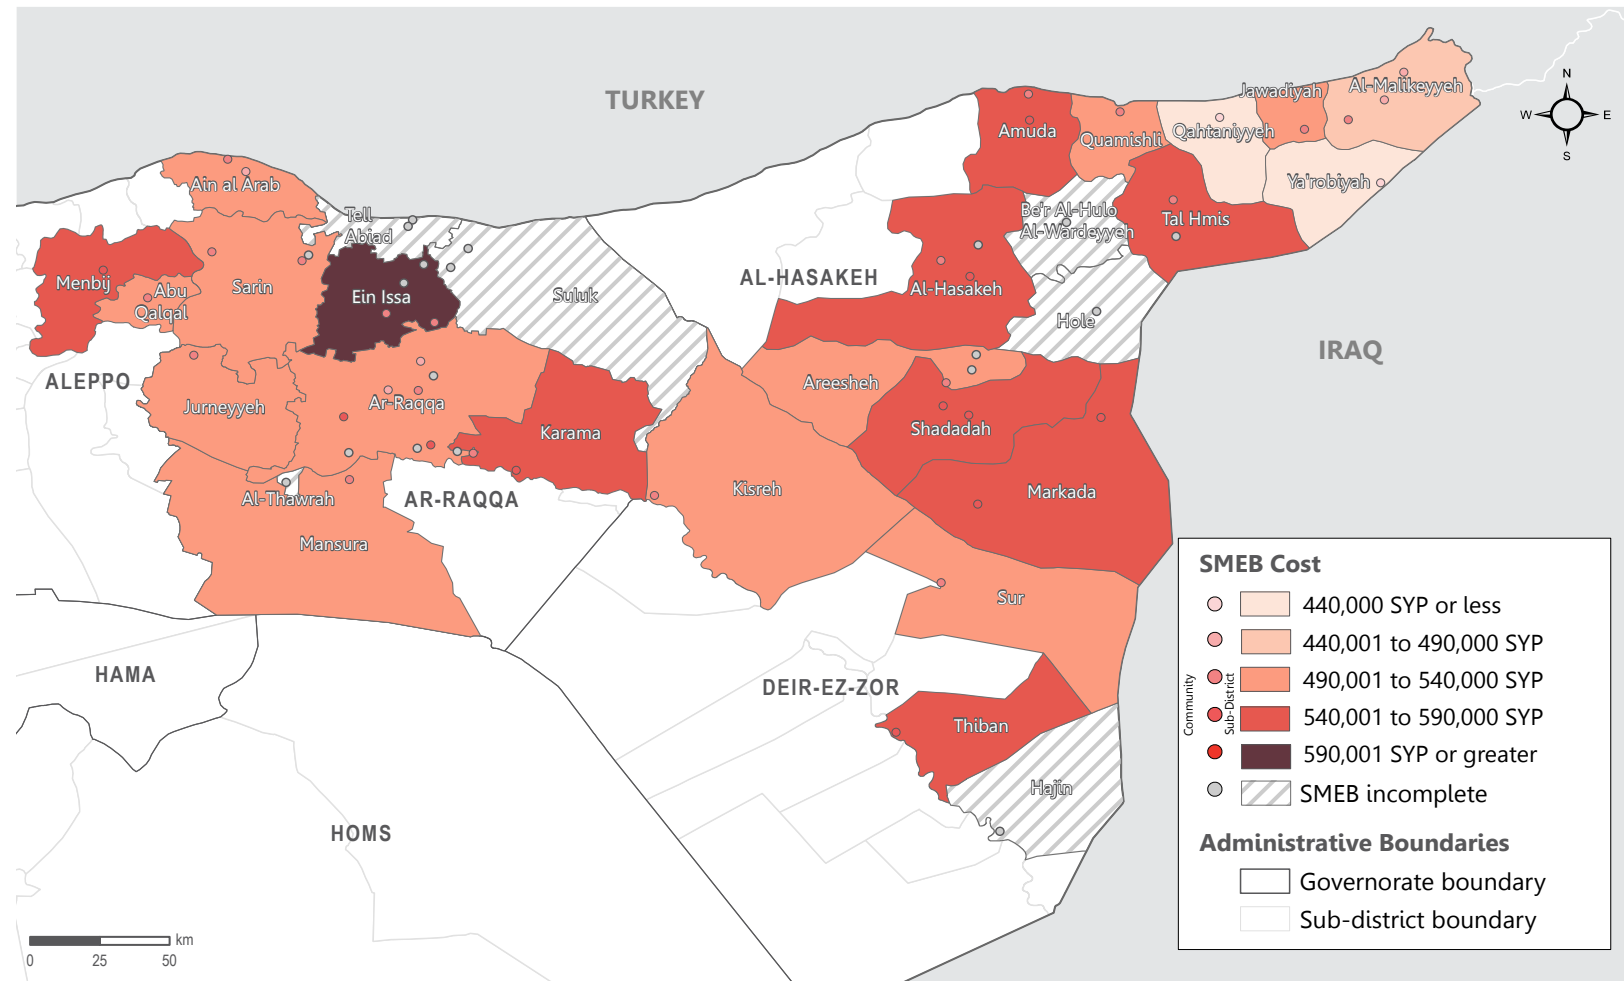 TURKEY
Jawadiyah
Al-Malikeyyeh
N
W
E
S
Amuda
Quamishli
Qahtaniyyeh
Ya'robiyah
Ain al Arab
Tell
Abiad
Be'r Al-Hulo
Al-Wardeyyeh
Tal Hmis
Menbij
Abu
Qalqal
Sarin
Ein Issa
Suluk
AL-HASAKEH
Al-Hasakeh
Hole
IRAQ
ALEPPO
Jurneyyeh
Ar-Raqqa
Karama
Areesheh
Shadadah
Al-Thawrah
AR-RAQQA
Kisreh
Markada
Mansura
Sur
HAMA
DEIR-EZ-ZOR
Thiban
Hajin
HOMS
SMEB Cost
440,000 SYP or less
440,001 to 490,000 SYP
490,001 to 540,000 SYP
540,001 to 590,000 SYP
590,001 SYP or greater
SMEB incomplete
Community
Sub-District
Administrative Boundaries
Governorate boundary
Sub-district boundary
km
0 25 50